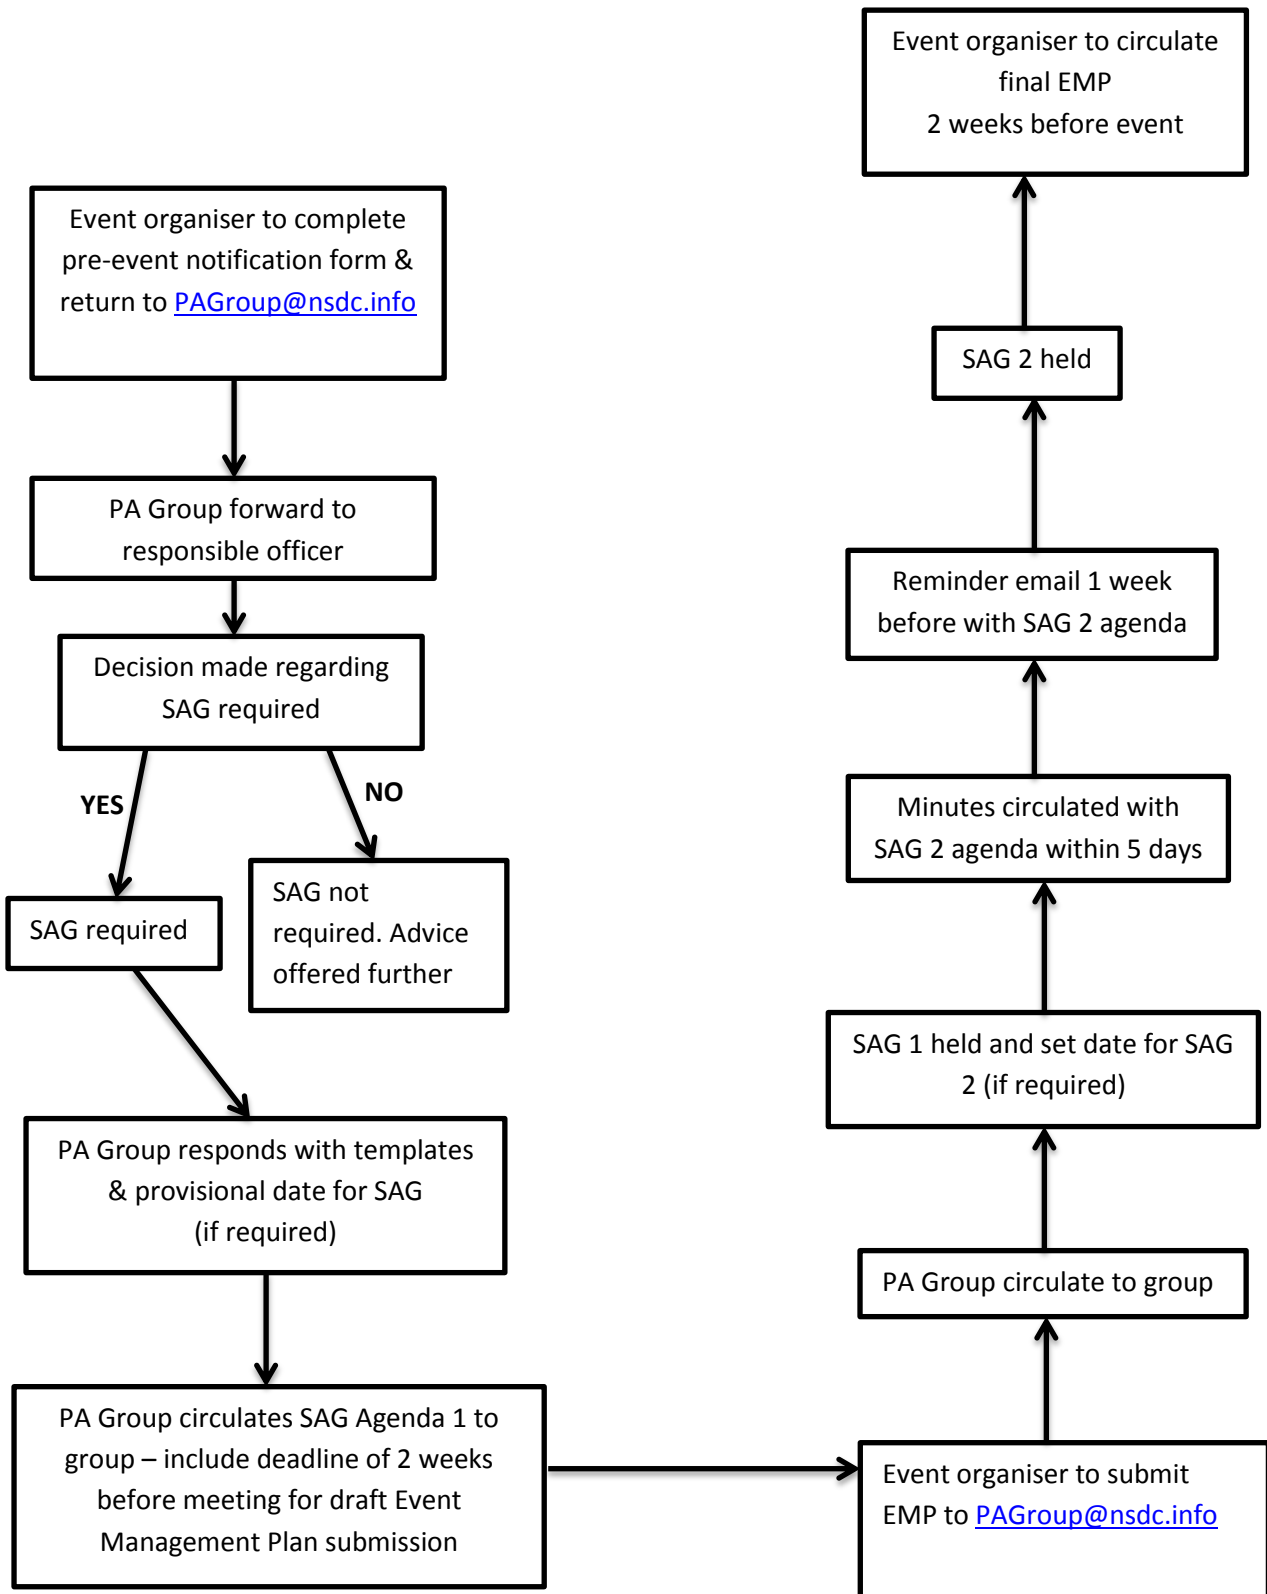 Event organiser to complete
pre-event notification form &
return to PAGroup@nsdc.info
PA Group forward to
responsible officer
Decision made regarding
SAG required
YES
NO
SAG required
SAG not
required. Advice
offered further
PA Group responds with templates
& provisional date for SAG
(if required)
PA Group circulates SAG Agenda 1 to
group – include deadline of 2 weeks
before meeting for draft Event
Management Plan submission
Event organiser to submit
EMP to PAGroup@nsdc.info
PA Group circulate to group
SAG 1 held and set date for SAG
2 (if required)
Minutes circulated with
SAG 2 agenda within 5 days
Reminder email 1 week
before with SAG 2 agenda
SAG 2 held
Event organiser to circulate
final EMP
2 weeks before event